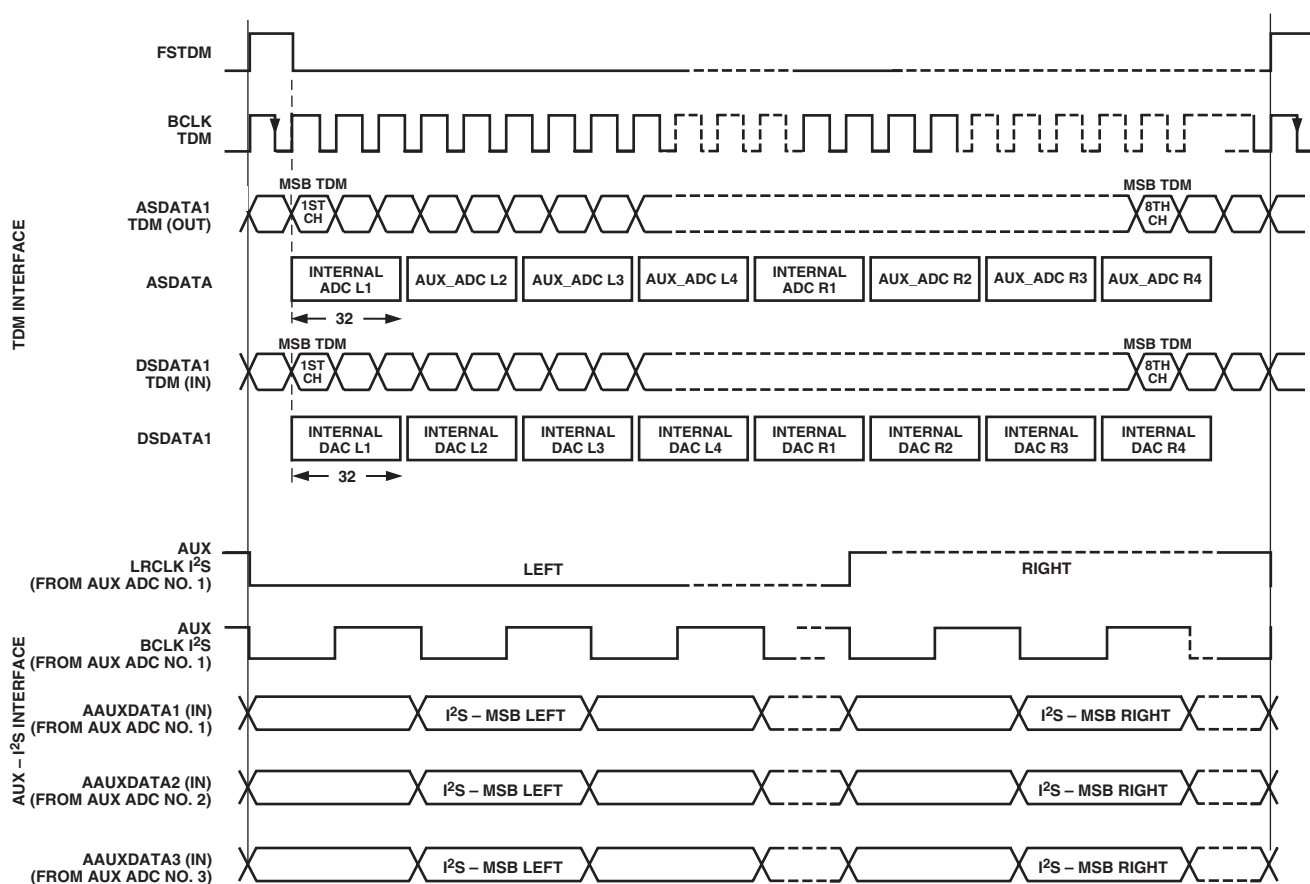 FSTDM
BCLK
TDM
MSB TDM
MSB TDM
ASDATA1
TDM (OUT)
1ST
CH
8TH
CH
ASDATA
INTERNAL
ADC L1
AUX_ADC L2
AUX_ADC L3
AUX_ADC L4
INTERNAL
ADC R1
AUX_ADC R2
AUX_ADC R3
AUX_ADC R4
32
TDM INTERFACE
MSB TDM
MSB TDM
DSDATA1
TDM (IN)
1ST
CH
8TH
CH
DSDATA1
INTERNAL
DAC L1
INTERNAL
DAC L2
INTERNAL
DAC L3
INTERNAL
DAC L4
INTERNAL
DAC R1
INTERNAL
DAC R2
INTERNAL
DAC R3
INTERNAL
DAC R4
32
AUX
LRCLK I²S
(FROM AUX ADC NO. 1)
LEFT
RIGHT
AUX
BCLK I²S
(FROM AUX ADC NO. 1)
AUX – I²S INTERFACE
AAUXDATA1 (IN)
(FROM AUX ADC NO. 1)
I²S – MSB LEFT
I²S – MSB RIGHT
AAUXDATA2 (IN)
(FROM AUX ADC NO. 2)
I²S – MSB LEFT
I²S – MSB RIGHT
AAUXDATA3 (IN)
(FROM AUX ADC NO. 3)
I²S – MSB LEFT
I²S – MSB RIGHT